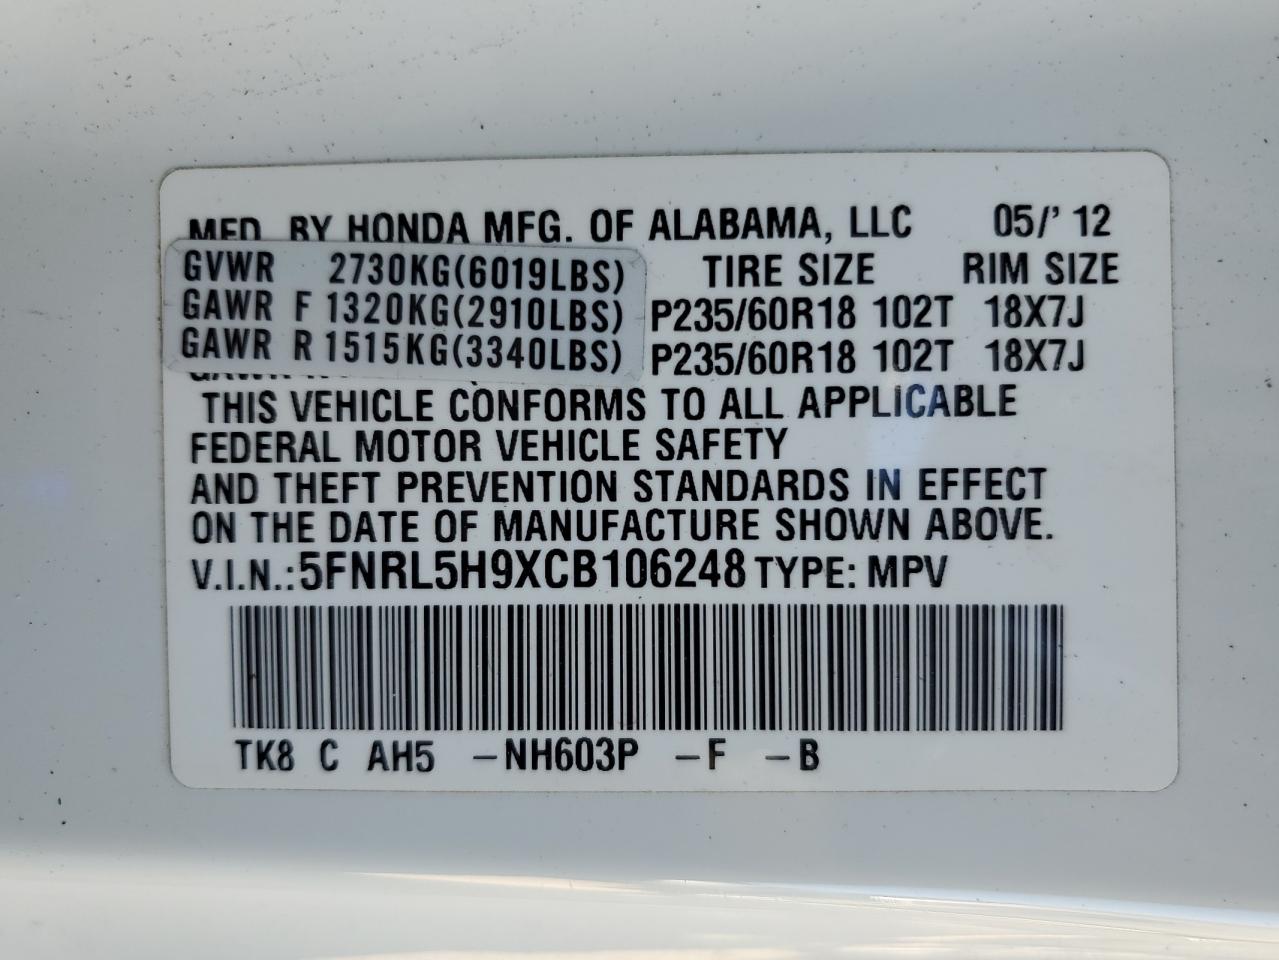 MFD. BY HONDA MFG. OF ALABAMA, LLC 05/' 12
GVWR 2730KG(6019LBS) TIRE SIZE RIM SIZE
GAWR F 1320KG(2910LBS) P235/60R18 102T 18X7J
GAWR R 1515KG(3340LBS) P235/60R18 102T 18X7J
THIS VEHICLE CONFORMS TO ALL APPLICABLE
FEDERAL MOTOR VEHICLE SAFETY
AND THEFT PREVENTION STANDARDS IN EFFECT
ON THE DATE OF MANUFACTURE SHOWN ABOVE.
V.I.N.:5FNRL5H9XCB106248 TYPE: MPV
TK8 C AH5 -NH603P -F -B